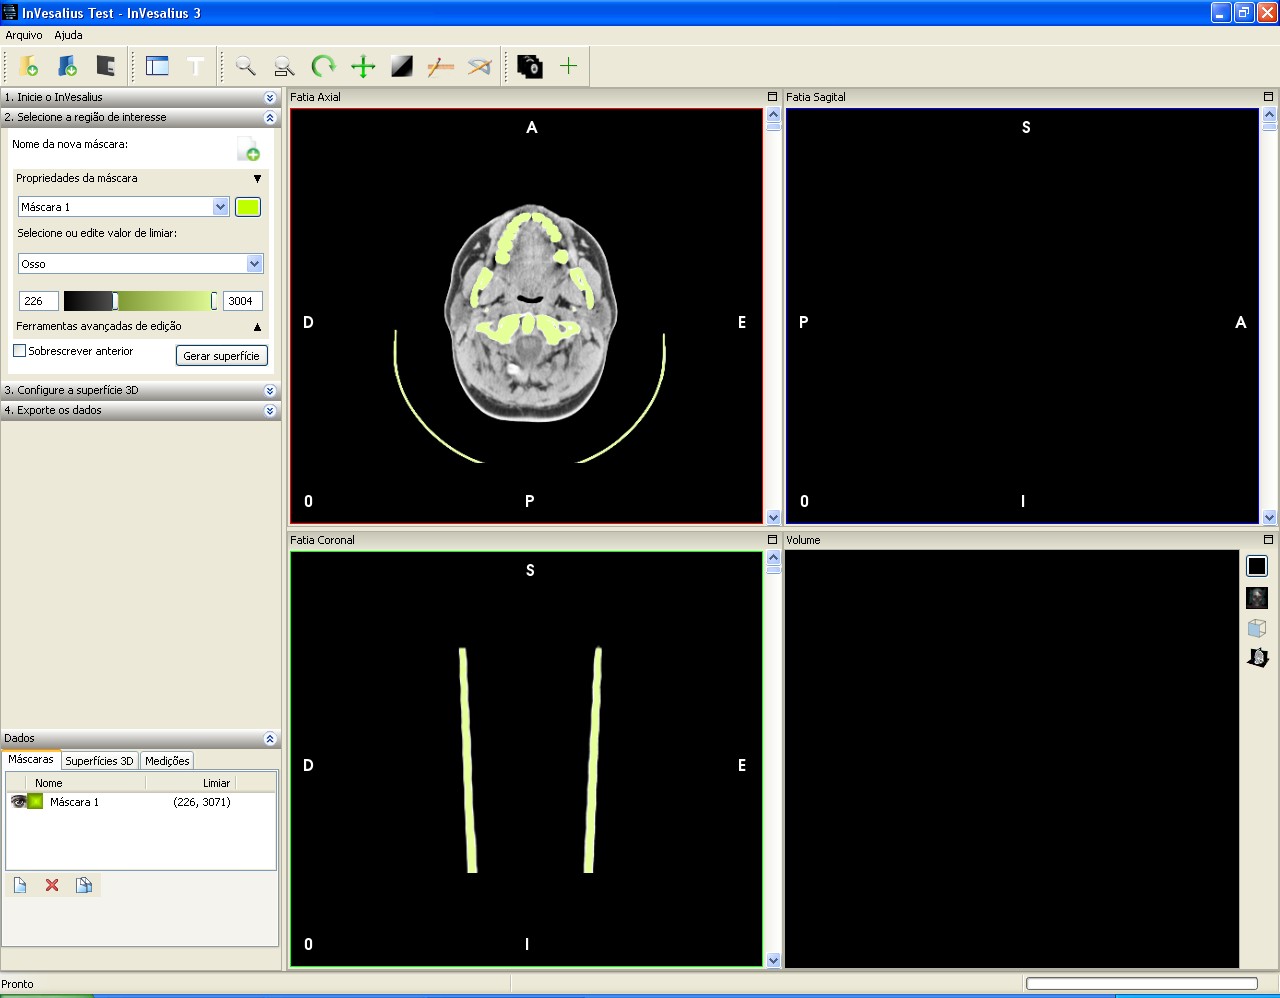 InVesalius Test - InVesalius 3
Arquivo Ajuda
T
1. Inicie o InVesalius
2. Selecione a região de interesse
Nome da nova máscara:
Propriedades da máscara
Máscara 1
Selecione ou edite valor de limiar:
Osso
226 3004
Ferramentas avançadas de edição
Sobrescrever anterior
Gerar superfície
3. Configure a superfície 3D
4. Exporte os dados
Dados
Máscaras Superfícies 3D Medições
Nome Limiar
Máscara 1 (226, 3071)
Fatia Axial
A
D E
0 P
Fatia Sagital
S
P A
0 I
Fatia Coronal
S
D E
0 I
Volume
Pronto